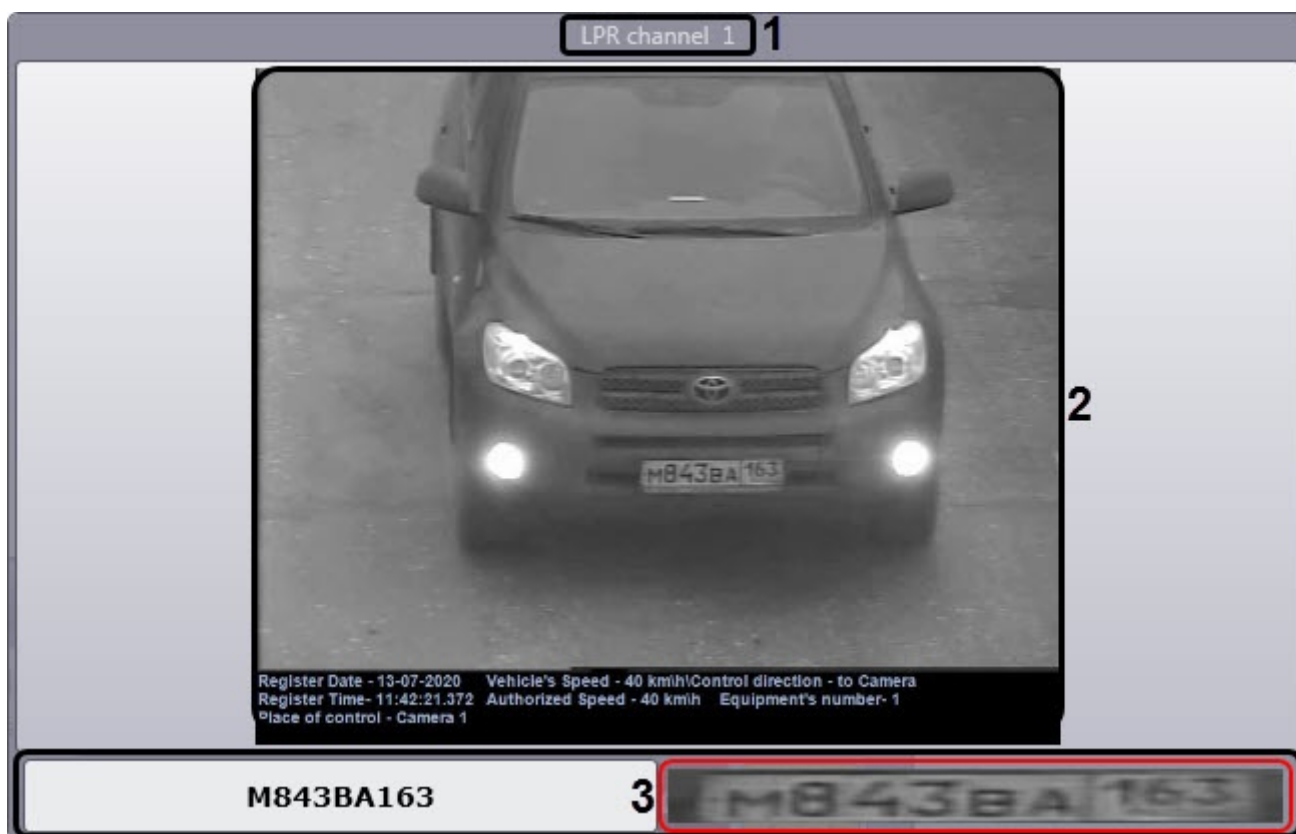 LPR channel 1
1
M843BA 163
2
Register Date - 13-07-2020 Vehicle's Speed - 40 km\h\Control direction - to Camera
Register Time- 11:42:21.372 Authorized Speed - 40 km\h Equipment's number- 1
Place of control - Camera 1
M843BA163
3
M843BA 163